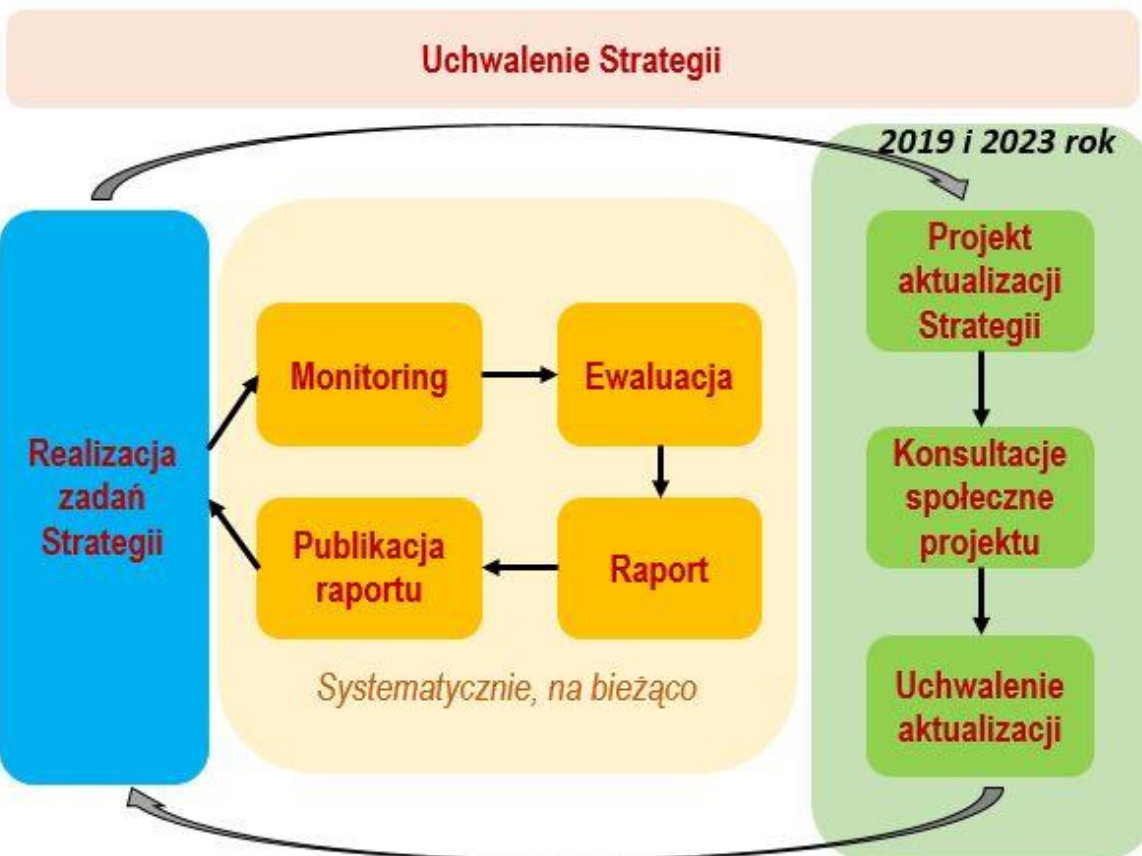 Uchwalenie Strategii
2019 i 2023 rok
Realizacja
zadań
Strategii
Monitoring
Ewaluacja
Publikacja
raportu
Raport
Systematycznie, na bieżąco
Projekt
aktualizacji
Strategii
Konsultacje
społeczne
projektu
Uchwalenie
aktualizacji